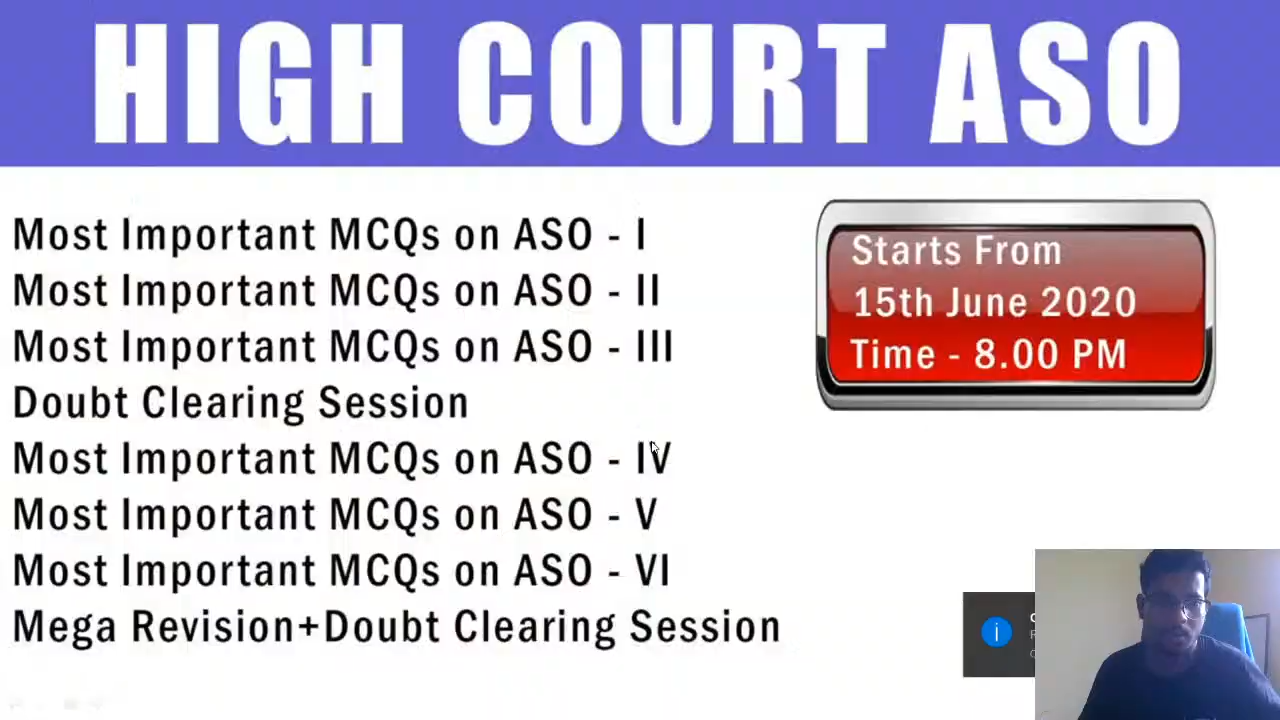 HIGH COURT ASO
Most Important MCQs on ASO - I
Most Important MCQs on ASO - II
Most Important MCQs on ASO - III
Doubt Clearing Session
Most Important MCQs on ASO - IV
Most Important MCQs on ASO - V
Most Important MCQs on ASO - VI
Mega Revision+Doubt Clearing Session
Starts From
15th June 2020
Time - 8.00 PM